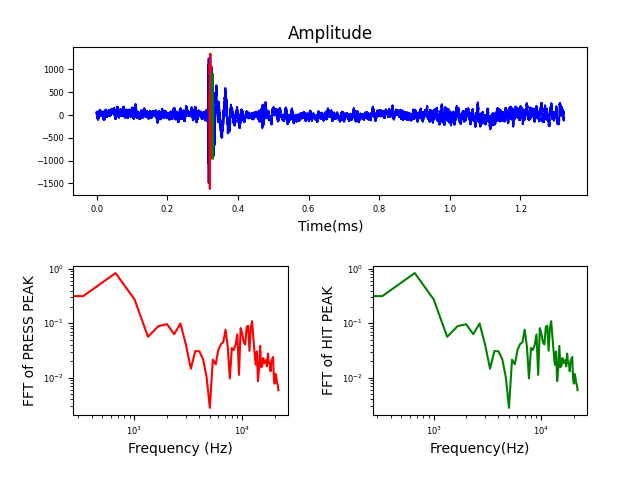 Amplitude
1000
500
0
−500
−1000
−1500
0.0 0.2 0.4 0.6 0.8 1.0 1.2
Time(ms)
FFT of PRESS PEAK
10⁰
10⁻¹
10⁻²
10³ 10⁴
Frequency (Hz)
FFT of HIT PEAK
10⁰
10⁻¹
10⁻²
10³ 10⁴
Frequency(Hz)